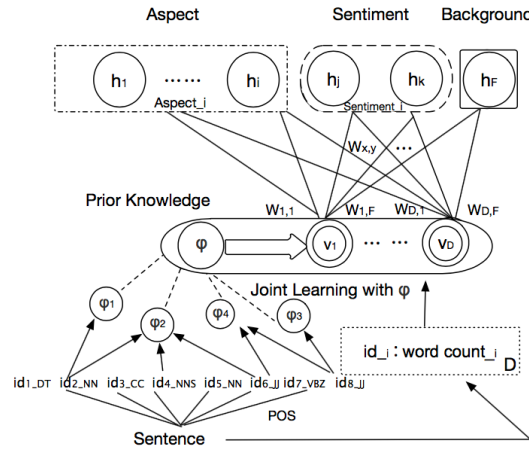 Aspect Sentiment Background
h1 ...... hi hj hk hF
Aspect_i Sentiment_i
Wx,y ...
Prior Knowledge
W1,1 W1,F WD,1 WD,F
φ v1 ... ... vD
Joint Learning with φ
φ1 φ2 φ4 φ3
id_i : word count_i
D
id1_DT id2_NN id3_CC id4_NNS id5_NN id6_JJ id7_VBZ id8_JJ
POS
Sentence